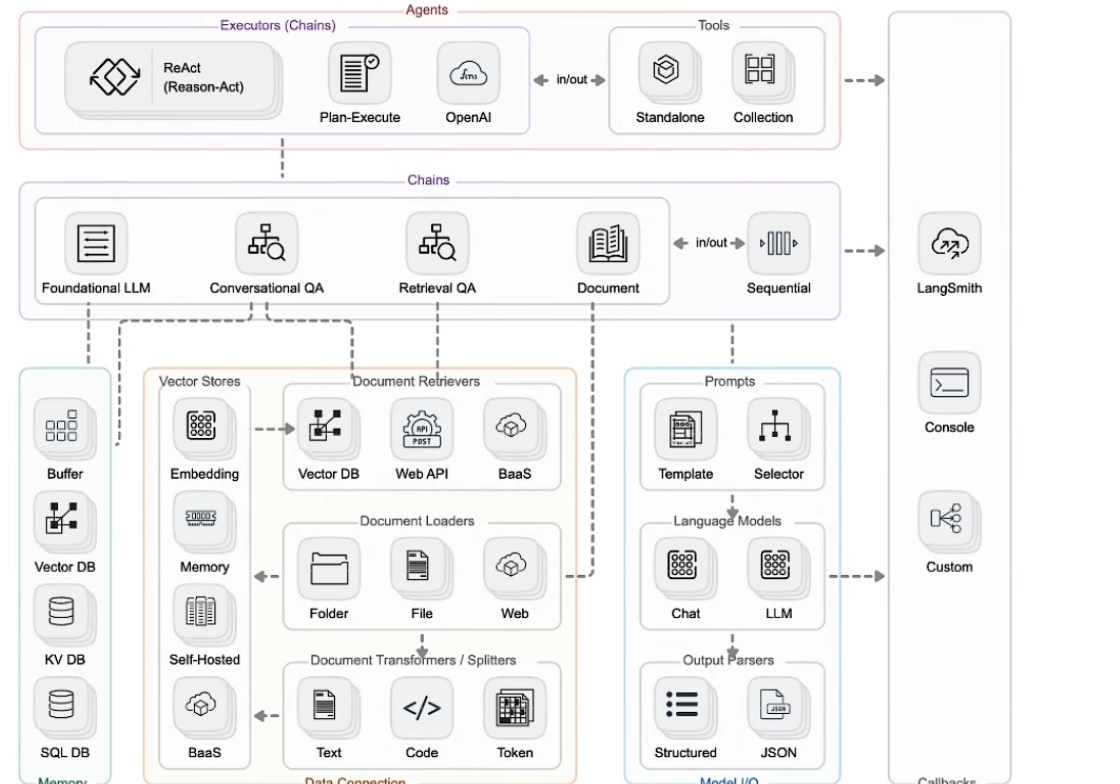 Agents
Executors (Chains)
Tools
ReAct
(Reason-Act)
Plan-Execute
OpenAI
in/out
Standalone
Collection
Chains
Foundational LLM
Conversational QA
Retrieval QA
Document
in/out
Sequential
LangSmith
Vector Stores
Document Retrievers
Prompts
Buffer
Embedding
Vector DB
API
POST
Web API
BaaS
Template
Selector
Console
Document Loaders
Language Models
Vector DB
Memory
Folder
File
Web
Chat
LLM
Custom
KV DB
Self-Hosted
Document Transformers / Splitters
Output Parsers
SQL DB
BaaS
Text
</>
Code
Token
Structured
JSON
JSON
Memory
Data Connection
Model I/O
Callbacks